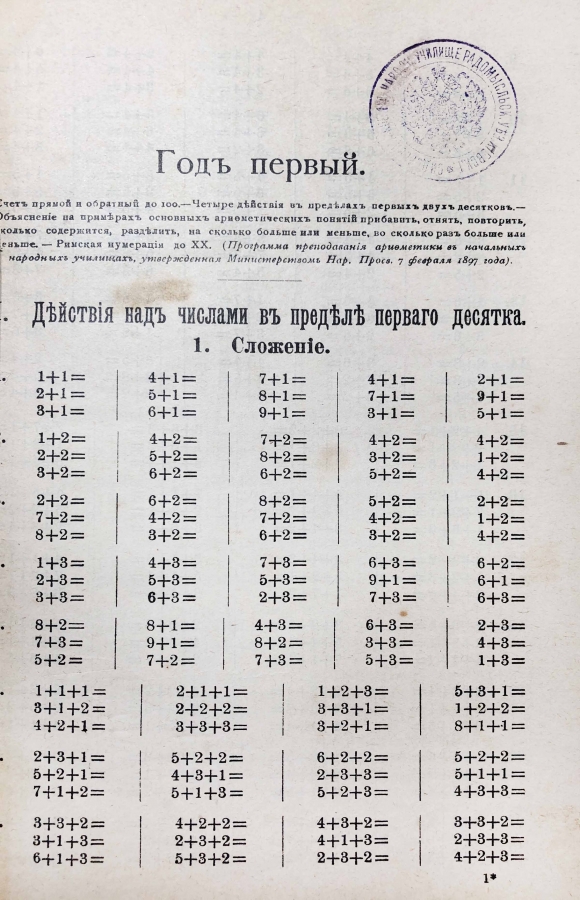 УЧИЛИЩЕ РАДОМЫСЛЬСК
Годъ первый.
Счетъ прямой и обратный до 100.—Четыре дѣйствія въ предѣлахъ первыхъ двухъ десятковъ.—
Объясненіе на примѣрахъ основныхъ ариѳметическихъ понятій прибавить, отнять, повторить,
сколько содержится, раздѣлить, на сколько больше или меньше, во сколько разъ больше или
меньше. — Римская нумерація до XX. (Программа преподаванія ариѳметики въ начальныхъ
народныхъ училищахъ, утвержденная Министерствомъ Нар. Просв. 7 февраля 1897 года).
I. Дѣйствія надъ числами въ предѣлѣ перваго десятка.
1. Сложеніе.
1+1= 4+1= 7+1= 4+1= 2+1=
2+1= 5+1= 8+1= 7+1= 9+1=
3+1= 6+1= 9+1= 3+1= 5+1=
1+2= 4+2= 7+2= 4+2= 4+2=
2+2= 5+2= 8+2= 3+2= 1+2=
3+2= 6+2= 6+2= 5+2= 4+2=
2+2= 6+2= 8+2= 5+2= 2+2=
7+2= 4+2= 7+2= 4+2= 1+2=
8+2= 3+2= 6+2= 3+2= 4+2=
1+3= 4+3= 7+3= 6+3= 6+2=
2+3= 5+3= 5+3= 9+1= 6+1=
3+3= 6+3= 2+3= 7+3= 6+3=
8+2= 8+1= 4+3= 6+3= 2+3=
7+3= 9+1= 8+2= 3+3= 4+3=
5+2= 7+2= 7+3= 5+3= 1+3=
1+1+1= 2+1+1= 1+2+3= 5+3+1=
3+1+2= 2+2+2= 3+3+1= 1+2+2=
4+2+1= 3+3+3= 3+2+1= 8+1+1=
2+3+1= 5+2+2= 6+2+2= 5+2+2=
5+2+1= 4+3+1= 2+3+3= 5+1+1=
7+1+2= 5+1+3= 5+2+3= 4+3+3=
3+3+2= 4+2+2= 4+3+2= 3+3+2=
3+1+3= 2+3+2= 4+1+3= 2+3+3=
6+1+3= 5+3+2= 2+3+2= 4+2+3=
1*